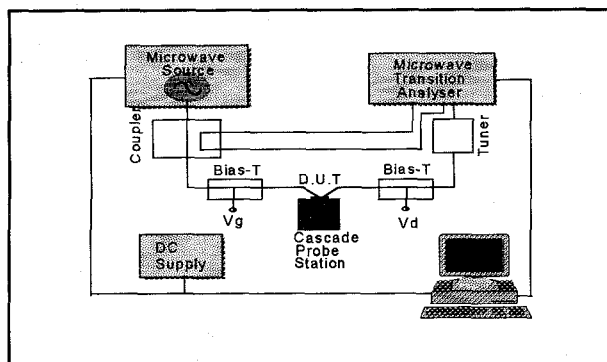 Microwave
Source
Microwave
Transition
Analyser
Coupler
Tuner
Bias-T
D.U.T
Bias-T
Vg
Vd
Cascade
Probe
Station
DC
Supply